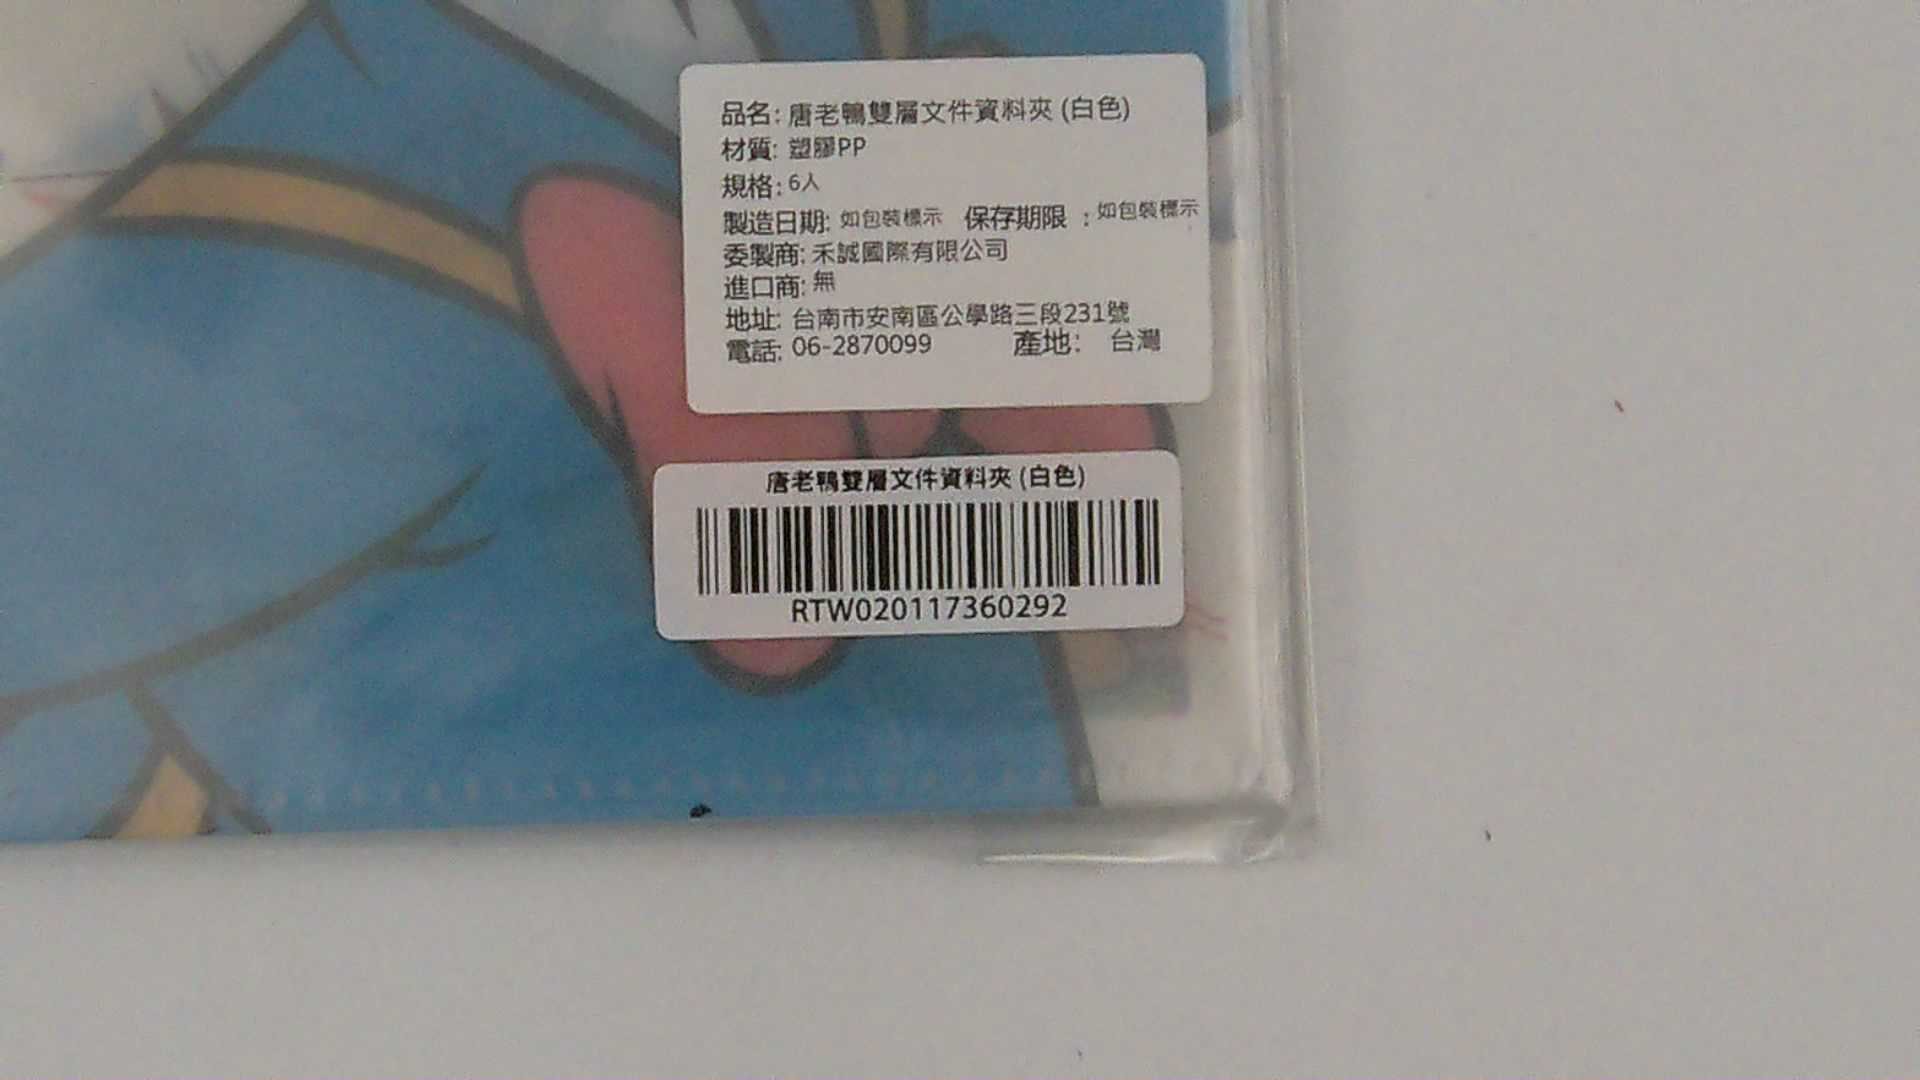 品名: 唐老鴨雙層文件資料夾 (白色)
材質: 塑膠PP
規格: 6人
製造日期: 如包裝標示 保存期限 : 如包裝標示
委製商: 禾誠國際有限公司
進口商: 無
地址: 台南市安南區公學路三段231號
電話: 06-2870099 產地: 台灣
唐老鴨雙層文件資料夾 (白色)
RTW020117360292